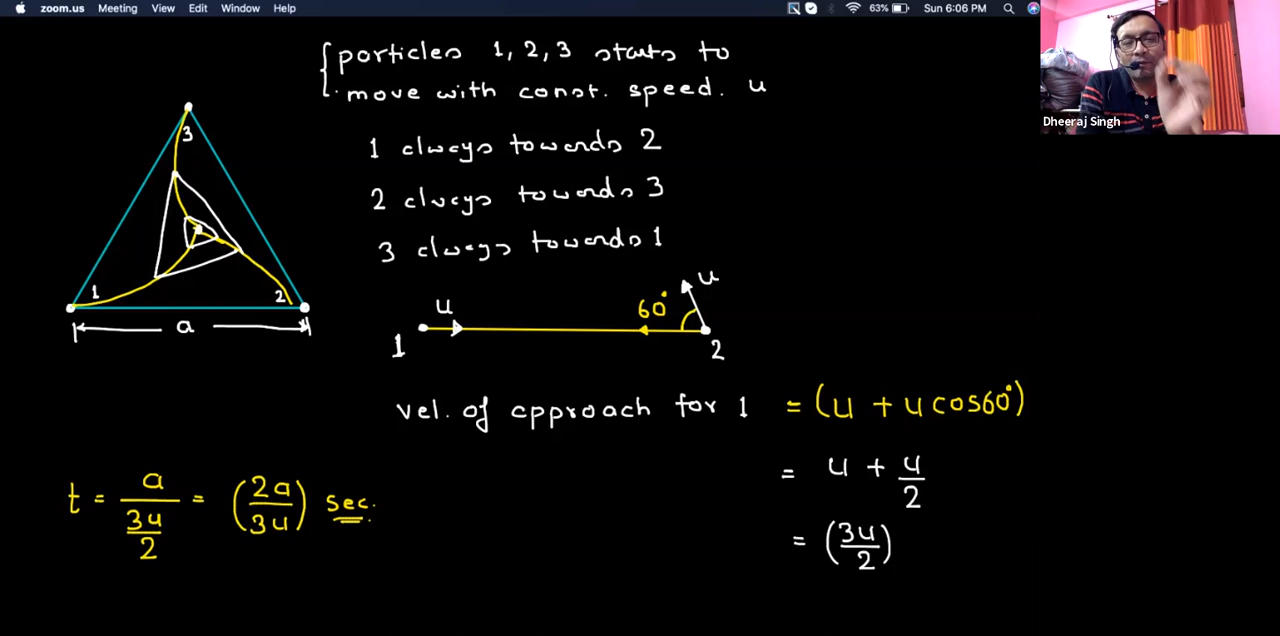 zoom.us Meeting View Edit Window Help 63% Sun 6:06 PM
Dheeraj Singh
particles 1, 2, 3 starts to
move with const. speed. u
1 always towards 2
2 always towards 3
3 always towards 1
3
1
2
a
u
60°
u
1
2
vel. of approach for 1 = (u + u cos60°)
= u + u/2
= (3u/2)
t = a/(3u/2) = (2a/3u) sec.